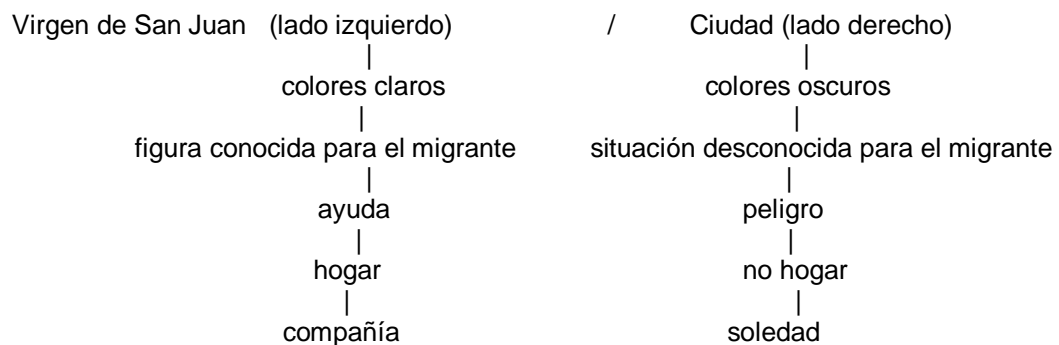 Virgen de San Juan (lado izquierdo) / Ciudad (lado derecho)
| |
colores claros colores oscuros
| |
figura conocida para el migrante situación desconocida para el migrante
| |
ayuda peligro
| |
hogar no hogar
| |
compañía soledad